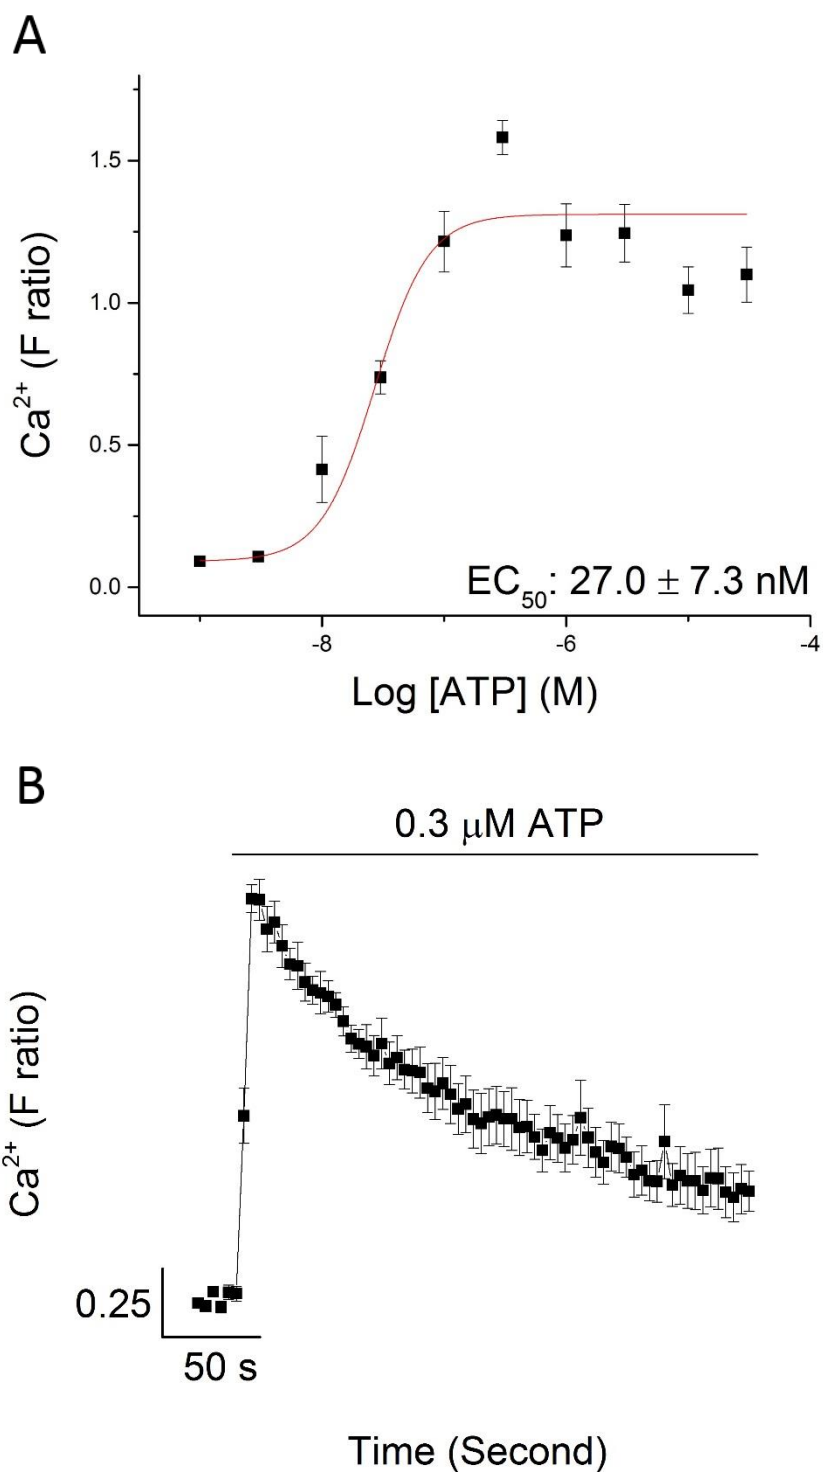 A
1.5
1.0
0.5
0.0
Ca²⁺ (F ratio)
EC₅₀: 27.0 ± 7.3 nM
-8
-6
-4
Log [ATP] (M)
B
0.3 μM ATP
Ca²⁺ (F ratio)
0.25
50 s
Time (Second)